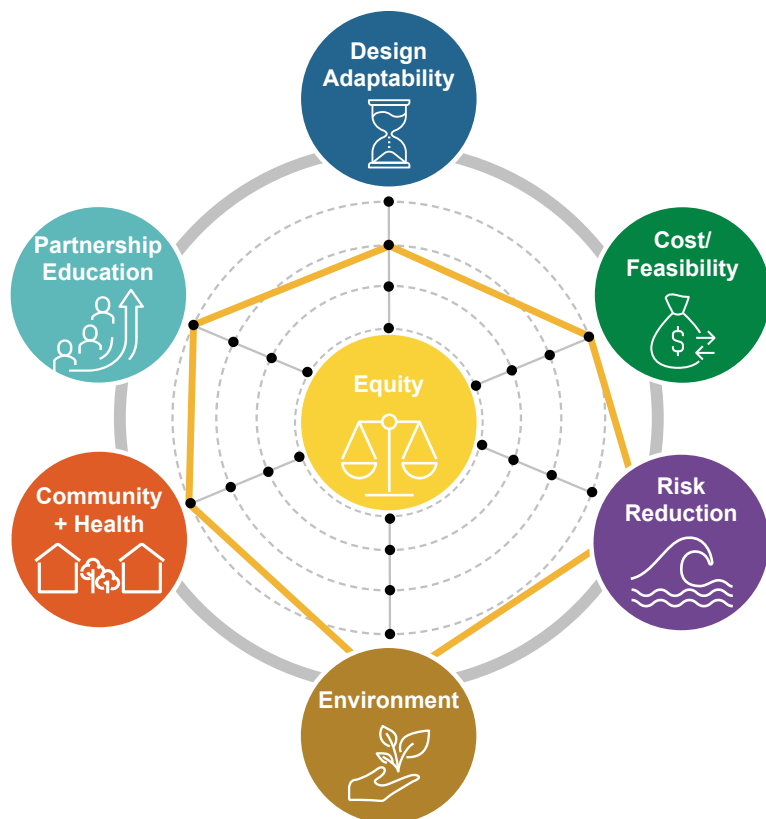 Design
Adaptability
Partnership
Education
Cost/
Feasibility
$
Equity
Community
+ Health
Risk
Reduction
Environment